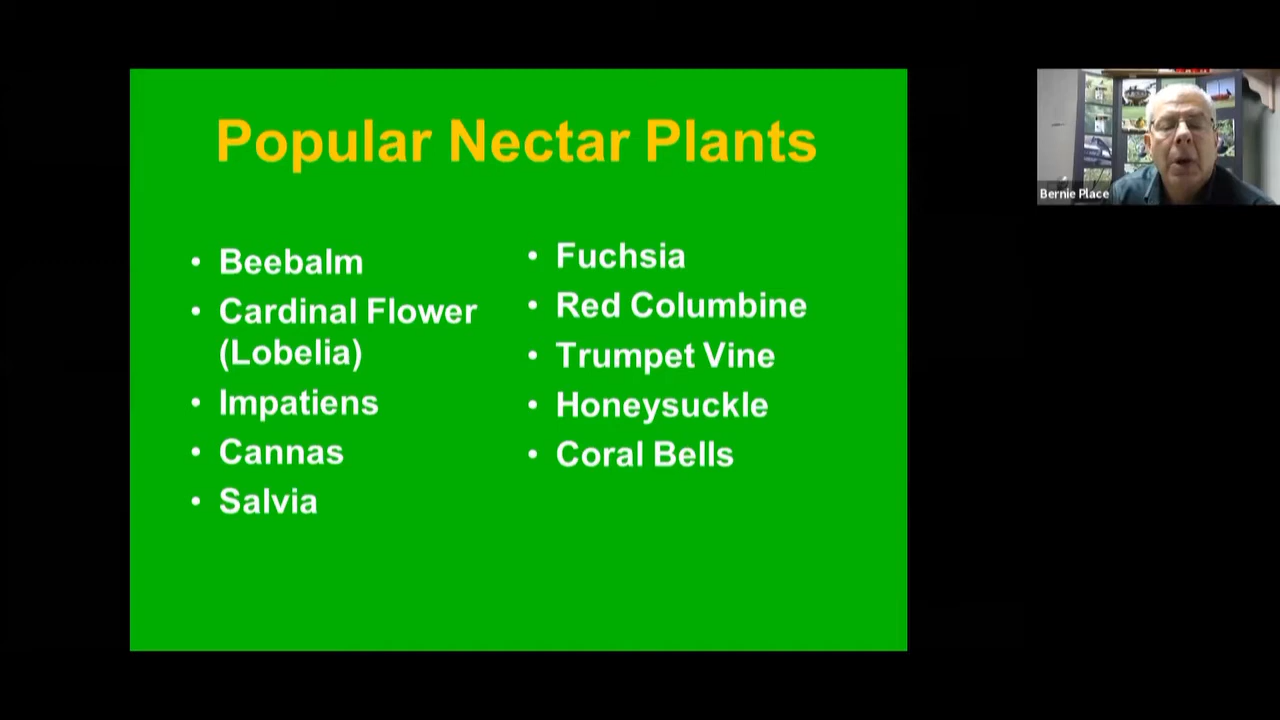 Popular Nectar Plants
• Beebalm
• Cardinal Flower
(Lobelia)
• Impatiens
• Cannas
• Salvia
• Fuchsia
• Red Columbine
• Trumpet Vine
• Honeysuckle
• Coral Bells
Bernie Place